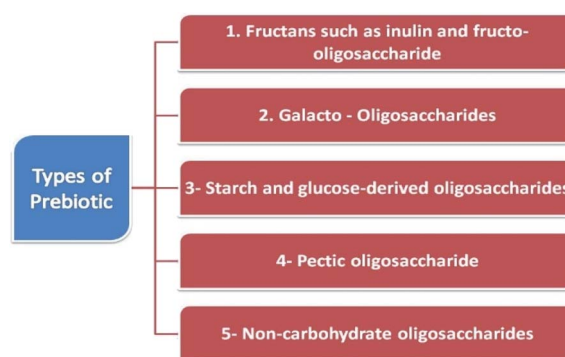 Types of
Prebiotic
1. Fructans such as inulin and fructo-
oligosaccharide
2. Galacto - Oligosaccharides
3- Starch and glucose-derived oligosaccharides
4- Pectic oligosaccharide
5- Non-carbohydrate oligosaccharides